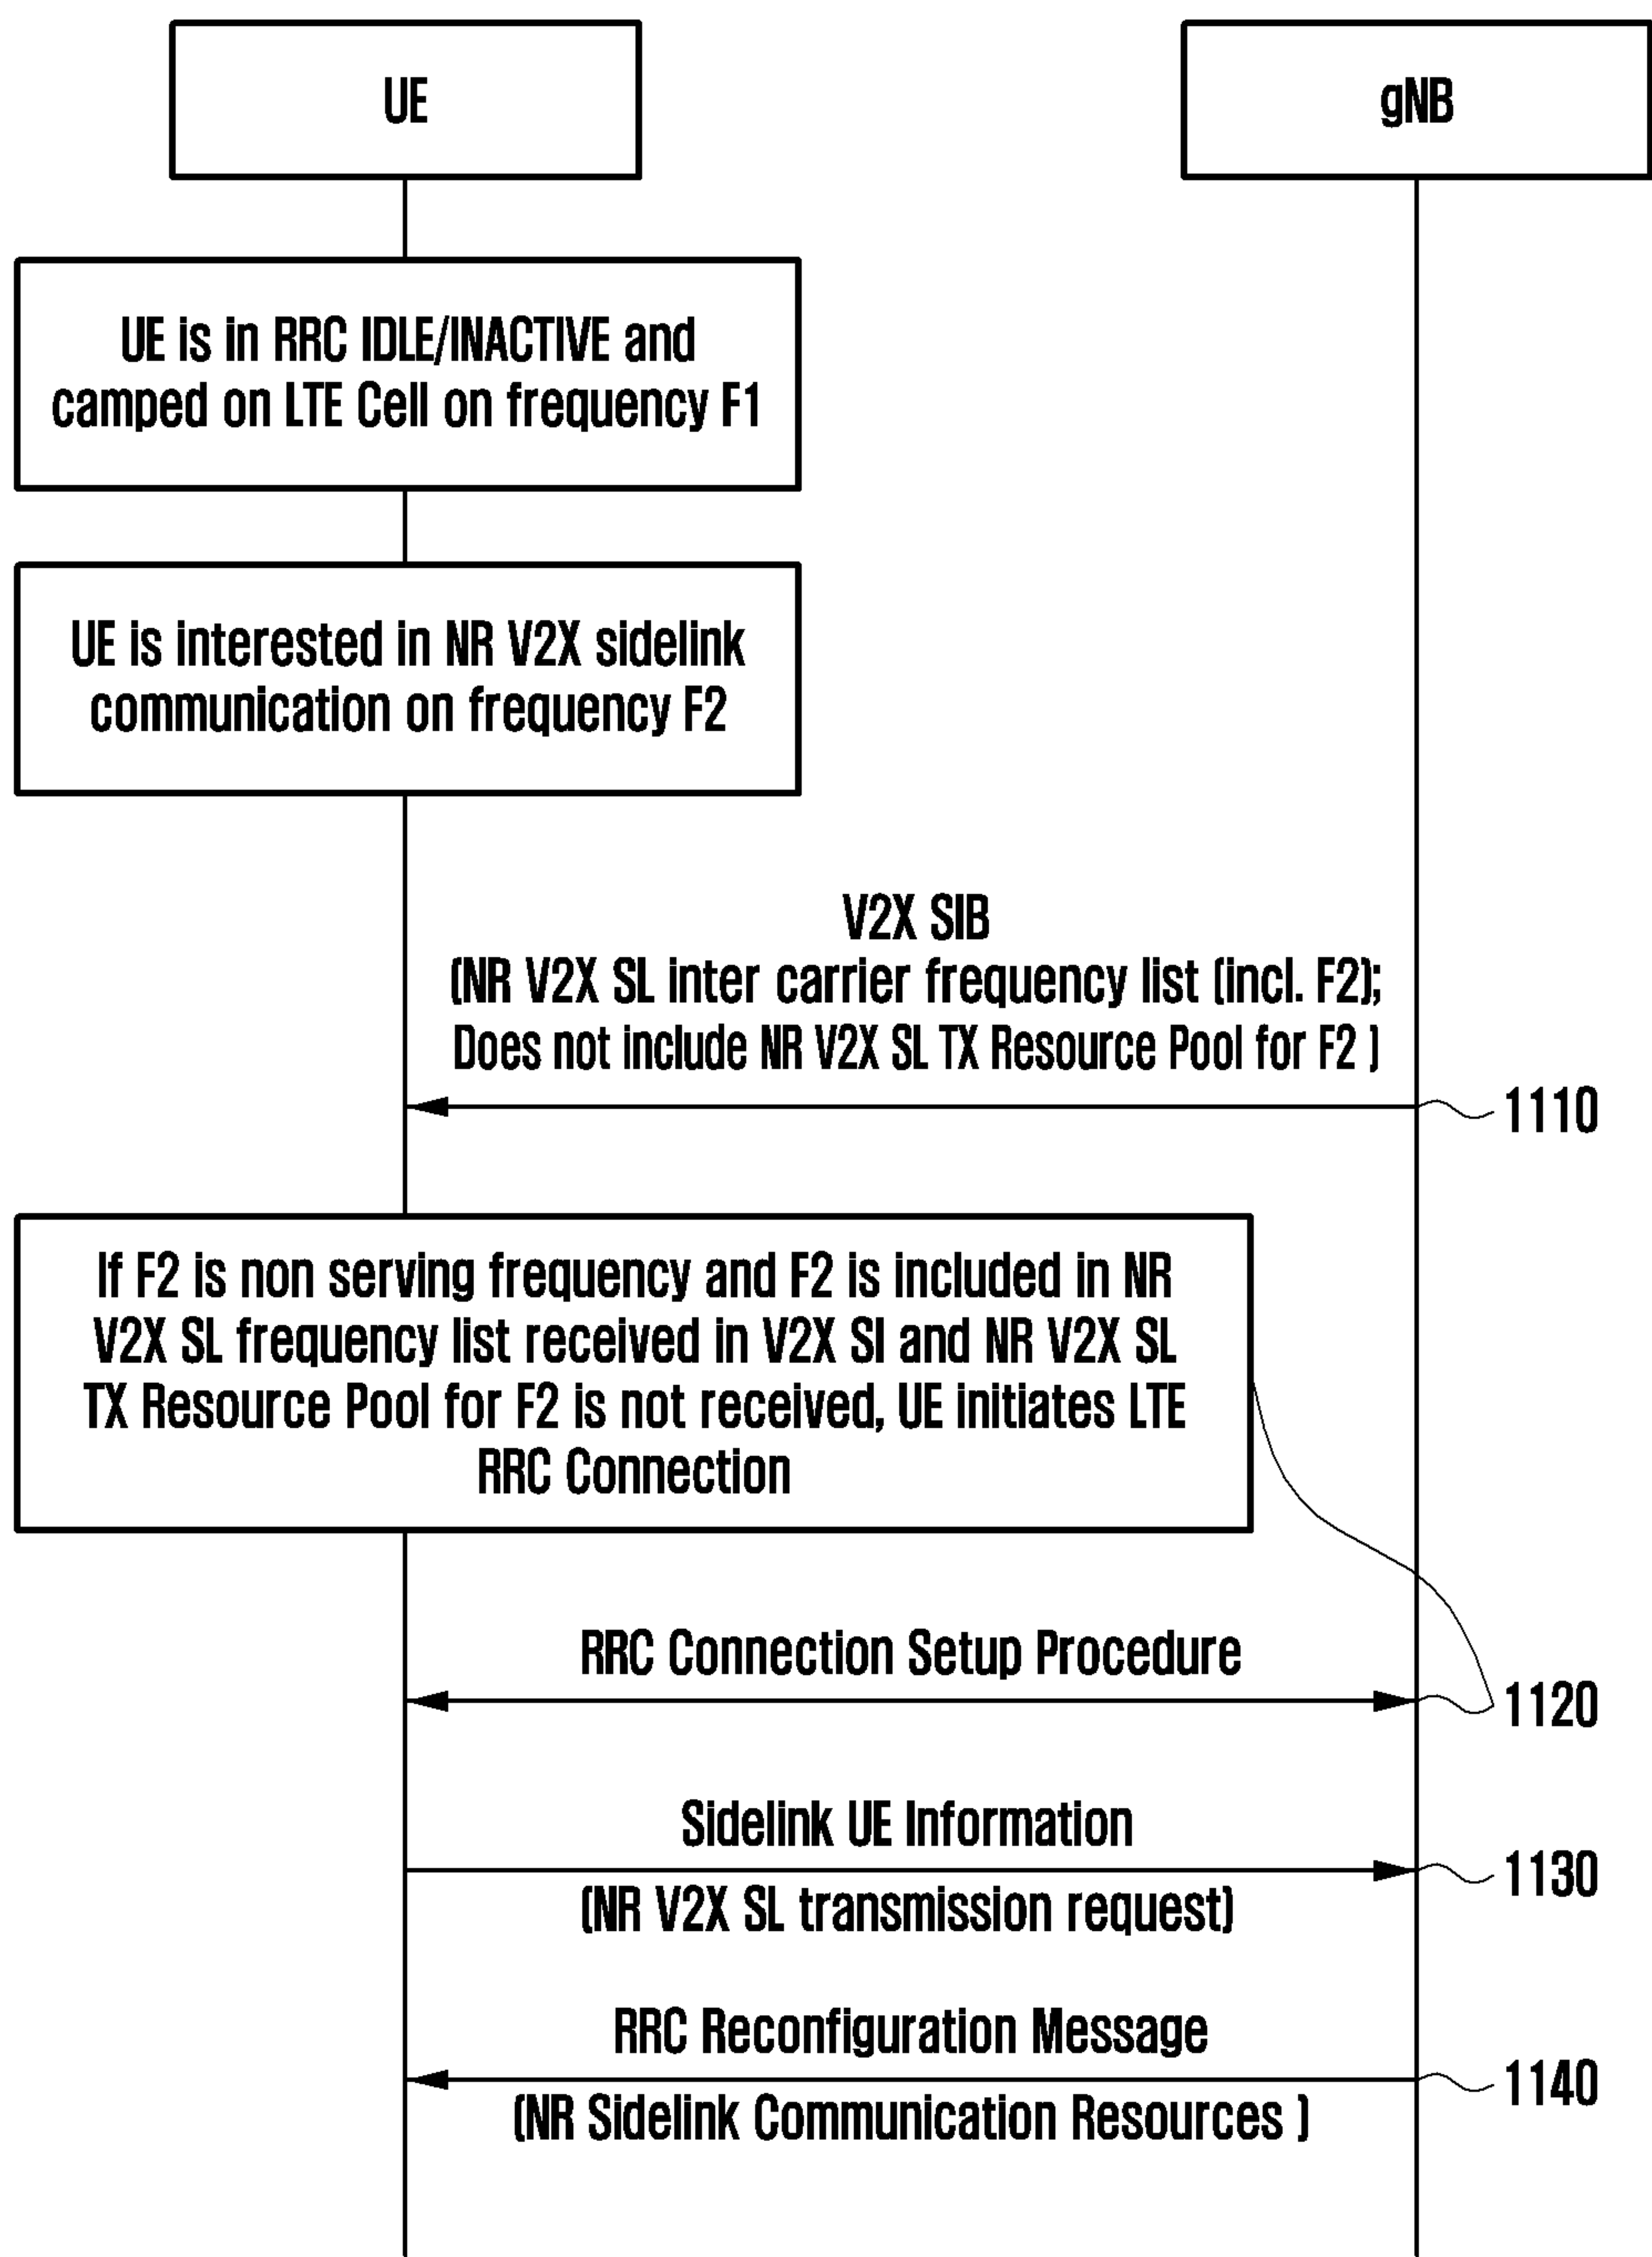 UE
gNB
UE is in RRC IDLE/INACTIVE and
camped on LTE Cell on frequency F1
UE is interested in NR V2X sidelink
communication on frequency F2
V2X SIB
(NR V2X SL inter carrier frequency list (incl. F2);
Does not include NR V2X SL TX Resource Pool for F2 )
1110
If F2 is non serving frequency and F2 is included in NR
V2X SL frequency list received in V2X SI and NR V2X SL
TX Resource Pool for F2 is not received, UE initiates LTE
RRC Connection
RRC Connection Setup Procedure
1120
Sidelink UE Information
1130
(NR V2X SL transmission request)
RRC Reconfiguration Message
1140
(NR Sidelink Communication Resources )